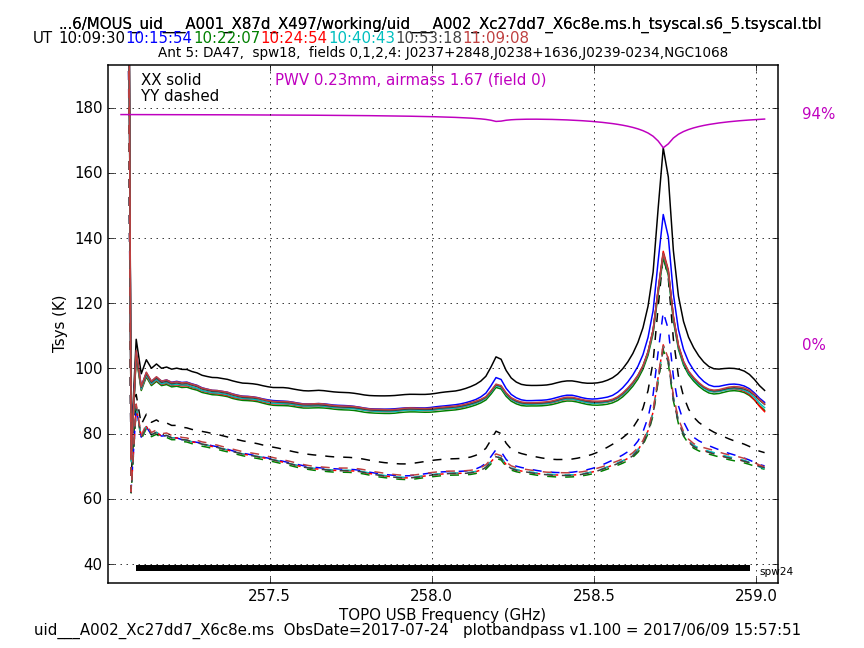 ...6/MOUS_uid___A001_X87d_X497/working/uid___A002_Xc27dd7_X6c8e.ms.h_tsyscal.s6_5.tsyscal.tbl
UT 10:09:30 10:15:54 10:22:07 10:24:54 10:40:43 10:53:18 11:09:08
Ant 5: DA47, spw18, fields 0,1,2,4: J0237+2848,J0238+1636,J0239-0234,NGC1068
XX solid PWV 0.23mm, airmass 1.67 (field 0)
YY dashed
180
94%
160
140
120
Tsys (K)
0%
100
80
60
40
spw24
257.5 258.0 258.5 259.0
TOPO USB Frequency (GHz)
uid___A002_Xc27dd7_X6c8e.ms ObsDate=2017-07-24 plotbandpass v1.100 = 2017/06/09 15:57:51